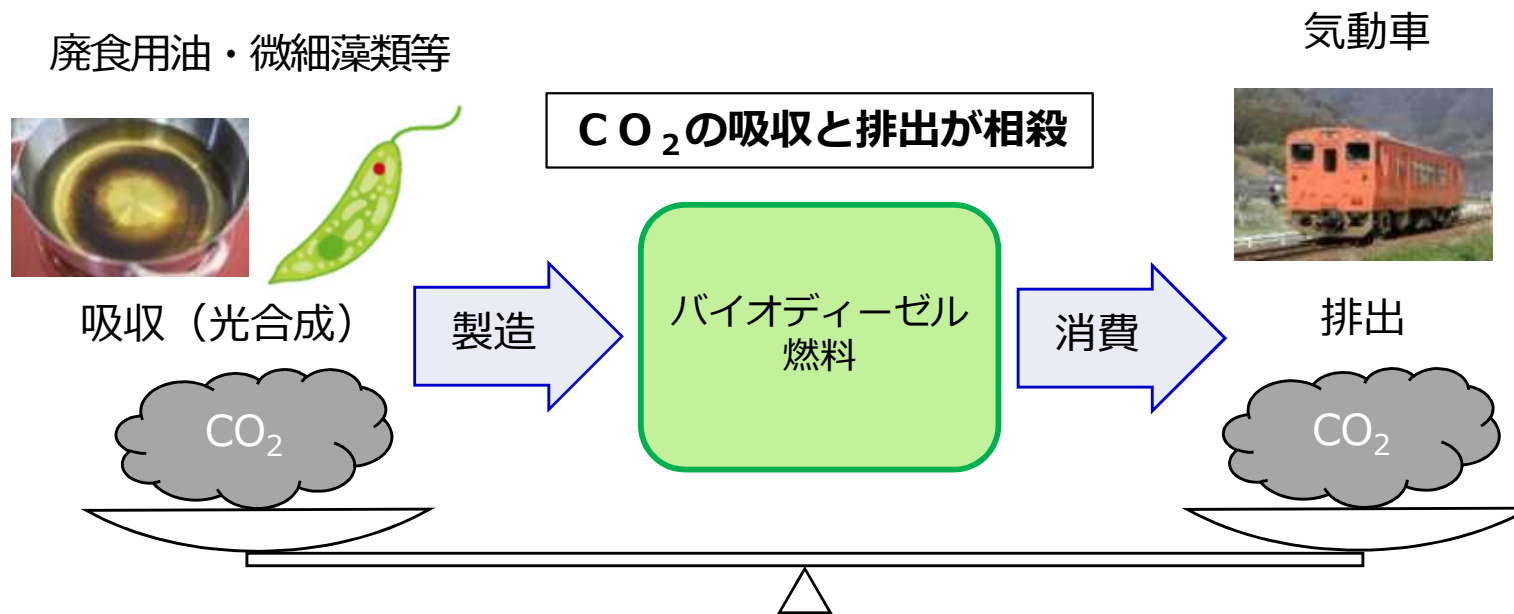 廃食用油・微細藻類等
気動車
ＣＯ₂の吸収と排出が相殺
吸収（光合成）
製造
バイオディーゼル
燃料
消費
排出
CO₂
CO₂